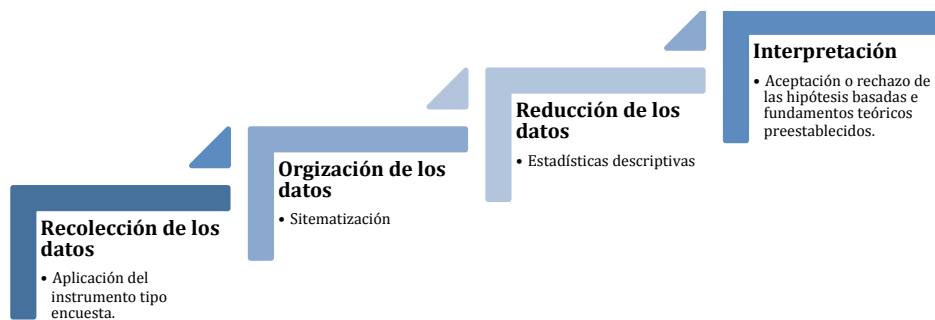 Recolección de los
datos
• Aplicación del
instrumento tipo
encuesta.
Orgización de los
datos
• Sitematización
Reducción de los
datos
• Estadísticas descriptivas
Interpretación
• Aceptación o rechazo de
las hipótesis basadas e
fundamentos teóricos
preestablecidos.